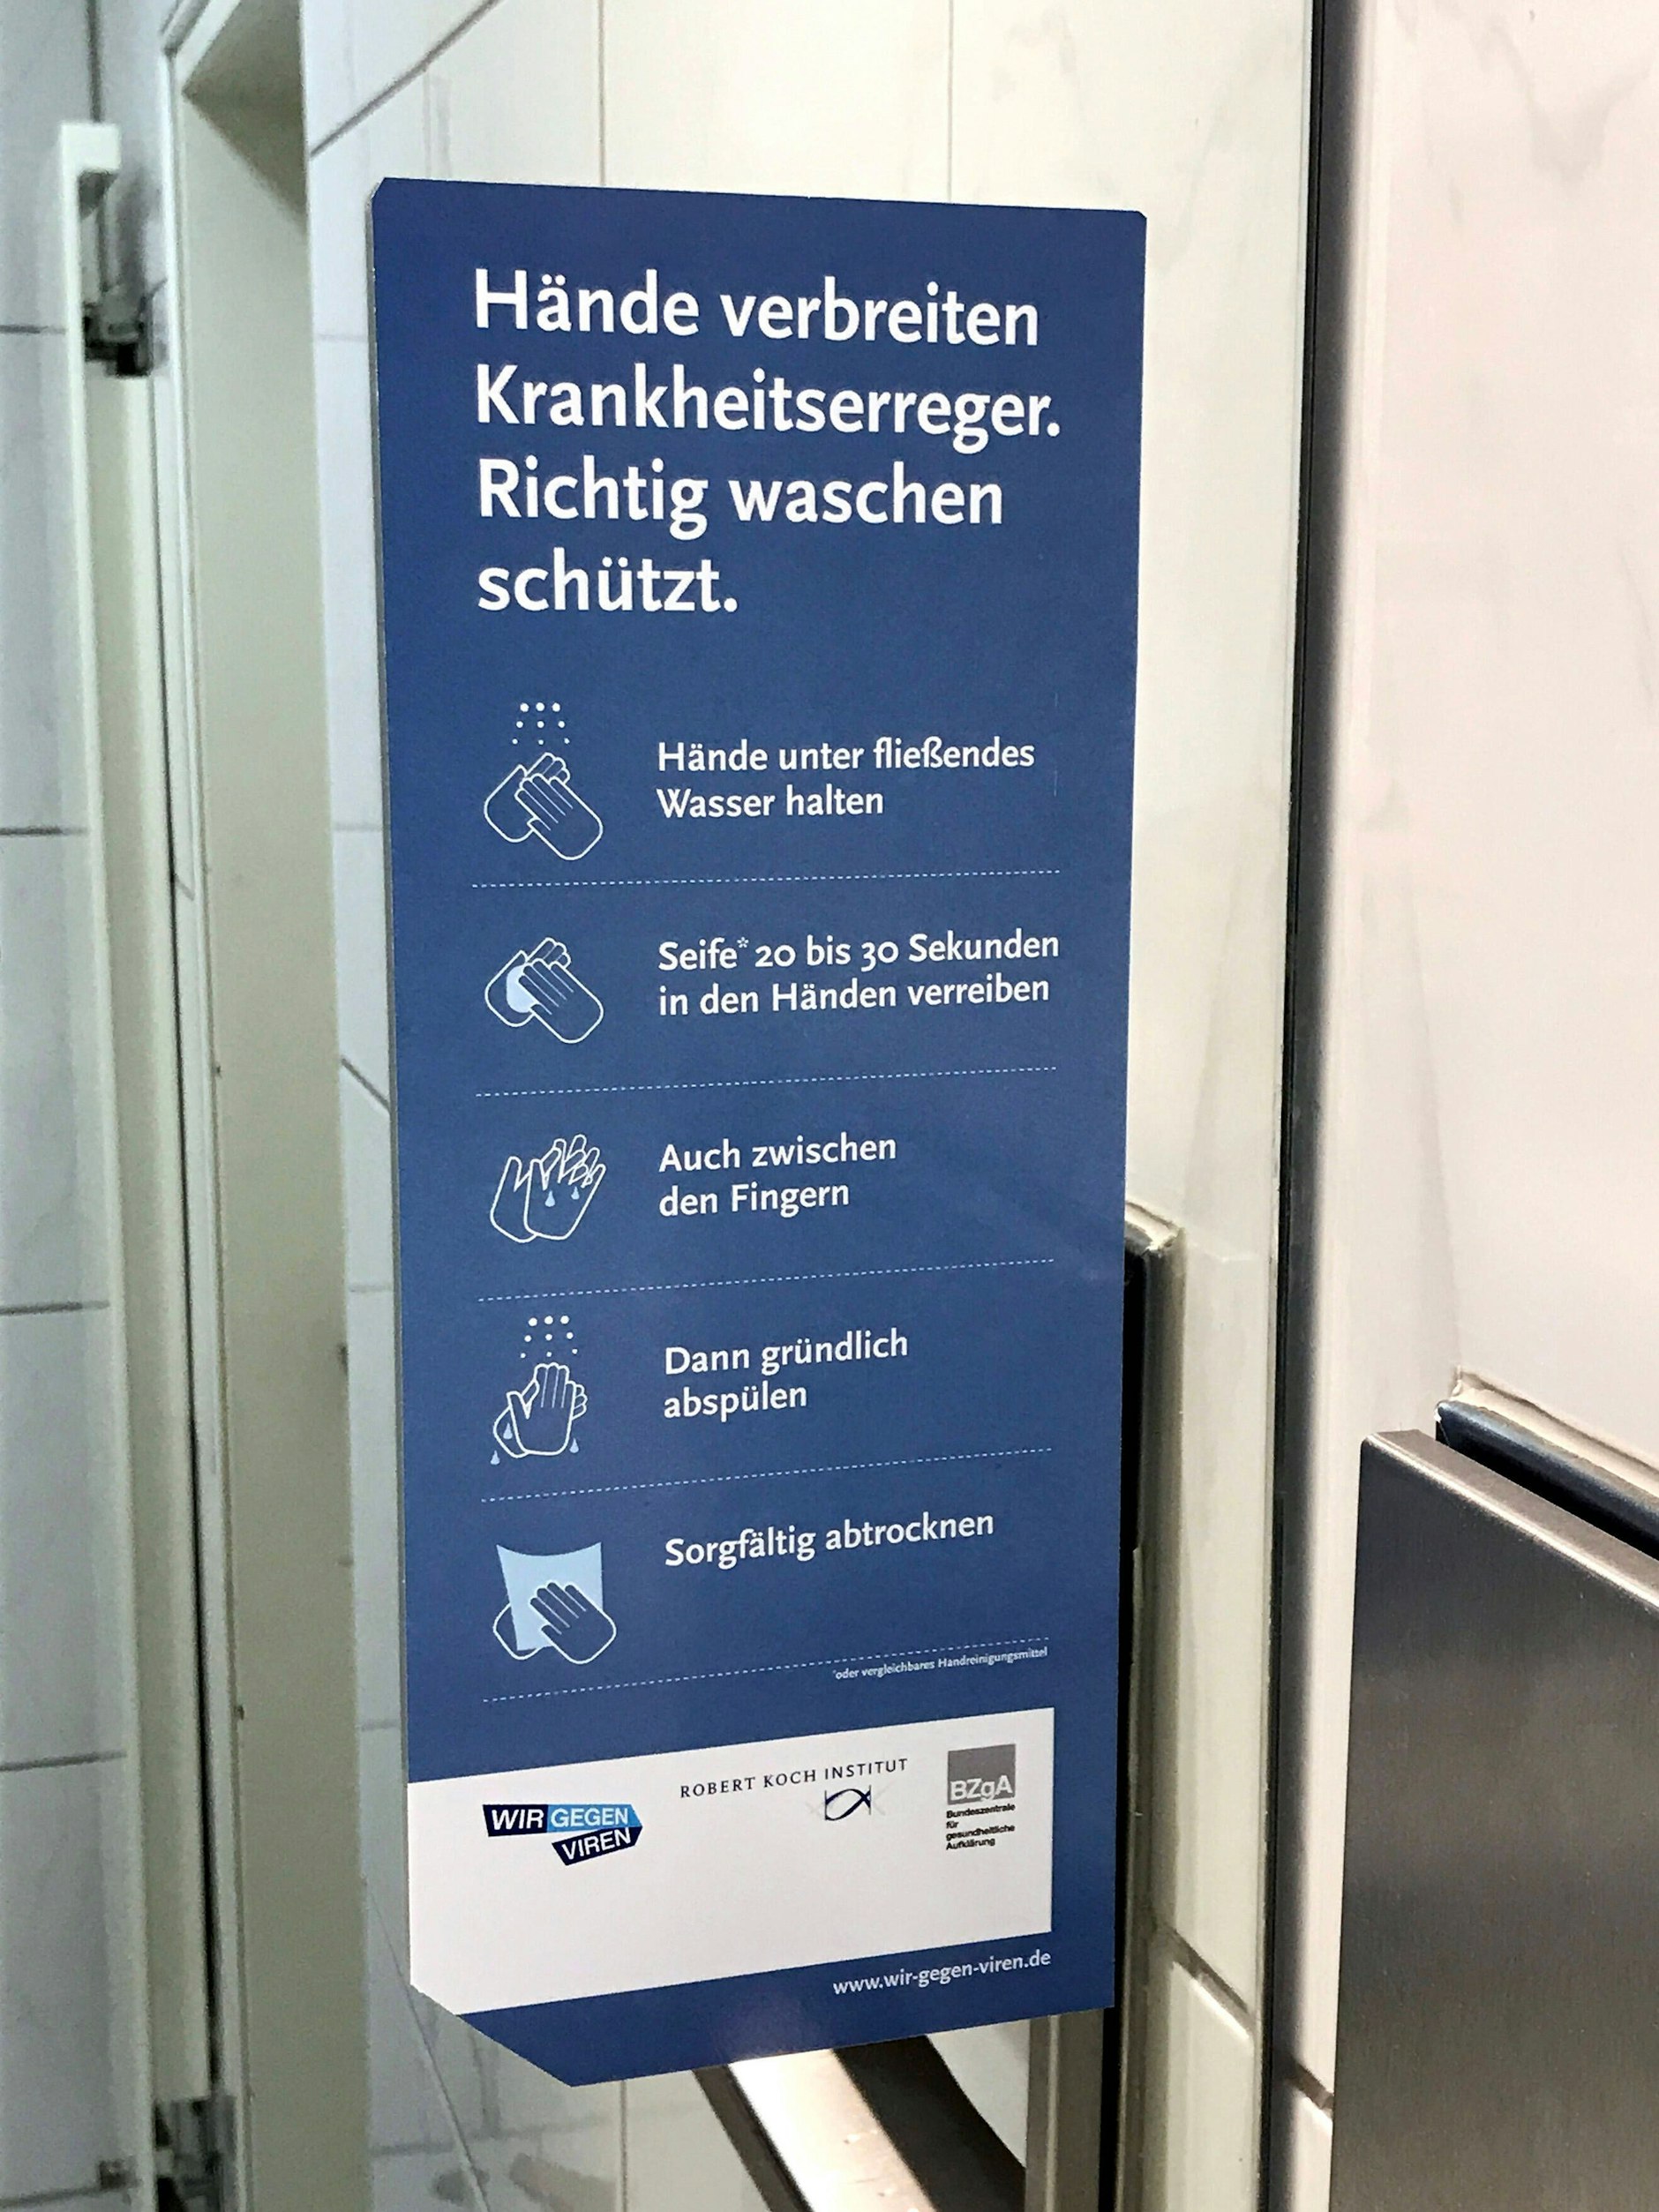 Hände verbreiten
Krankheitserreger.
Richtig waschen
schützt.
Hände unter fließendes
Wasser halten
Seife* 20 bis 30 Sekunden
in den Händen verreiben
Auch zwischen
den Fingern
Dann gründlich
abspülen
Sorgfältig abtrocknen
*oder vergleichbares Handreinigungsmittel
WIR GEGEN
VIREN
ROBERT KOCH INSTITUT
BZgA
Bundeszentrale
für
gesundheitliche
Aufklärung
www.wir-gegen-viren.de